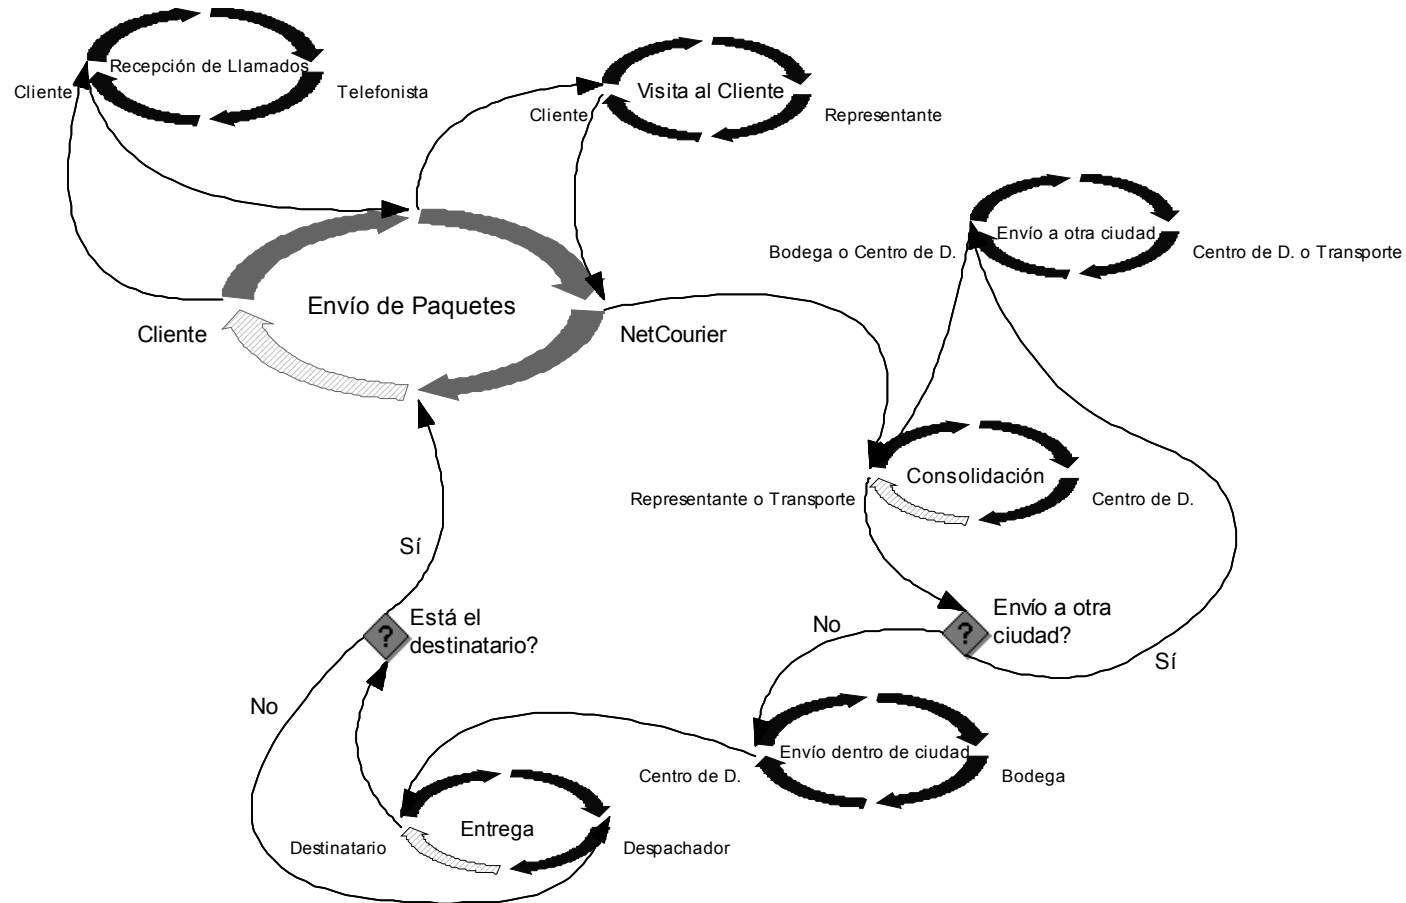 Recepción de Llamados
Cliente
Telefonista
Visita al Cliente
Cliente
Representante
Envío a otra ciudad
Bodega o Centro de D.
Centro de D. o Transporte
Envío de Paquetes
Cliente
NetCourier
Consolidación
Representante o Transporte
Centro de D.
Sí
Está el
destinatario?
?
No
Envío a otra
ciudad?
?
No
Sí
Envío dentro de ciudad
Centro de D.
Bodega
Entrega
Destinatario
Despachador